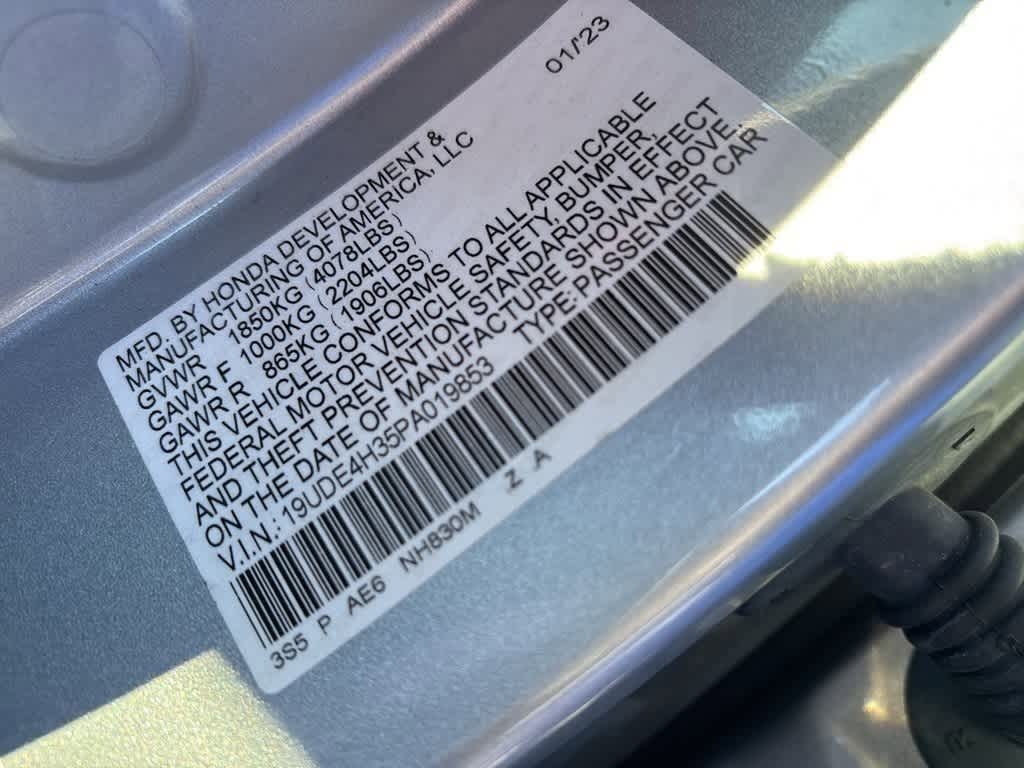 MFD. BY HONDA DEVELOPMENT &
MANUFACTURING OF AMERICA, LLC 01/'23
GVWR 1850KG (4078LBS)
GAWR F 1000KG (2204LBS)
GAWR R 865KG (1906LBS)
THIS VEHICLE CONFORMS TO ALL APPLICABLE
FEDERAL MOTOR VEHICLE SAFETY, BUMPER,
AND THEFT PREVENTION STANDARDS IN EFFECT
ON THE DATE OF MANUFACTURE SHOWN ABOVE.
V.I.N.: 19UDE4H35PA019853 TYPE: PASSENGER CAR
3S5 P AE6 NH830M Z A